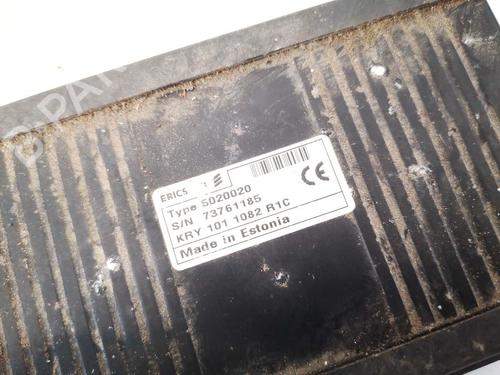 ERICS
Type 5020020
S/N 73761185
KRY 101 1082 R1C
Made in Estonia
CE